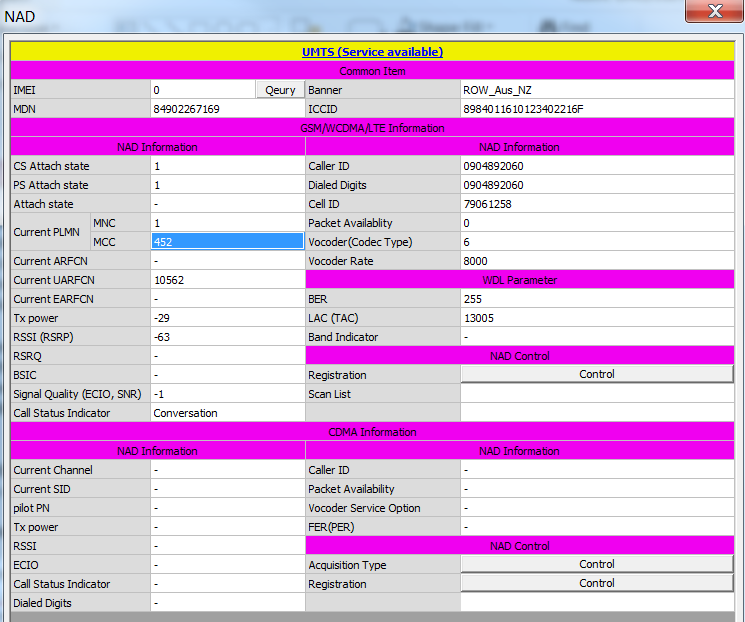 NAD
UMTS (Service available)
Common Item
IMEI 0 Qeury Banner ROW_Aus_NZ
MDN 84902267169 ICCID 8984011610123402216F
GSM/WCDMA/LTE Information
NAD Information NAD Information
CS Attach state 1 Caller ID 0904892060
PS Attach state 1 Dialed Digits 0904892060
Attach state - Cell ID 79061258
Current PLMN MNC 1 Packet Availablity 0
MCC 452 Vocoder(Codec Type) 6
Current ARFCN - Vocoder Rate 8000
Current UARFCN 10562 WDL Parameter
Current EARFCN - BER 255
Tx power -29 LAC (TAC) 13005
RSSI (RSRP) -63 Band Indicator -
RSRQ - NAD Control
BSIC - Registration Control
Signal Quality (ECIO, SNR) -1 Scan List
Call Status Indicator Conversation
CDMA Information
NAD Information NAD Information
Current Channel - Caller ID -
Current SID - Packet Availability -
pilot PN - Vocoder Service Option -
Tx power - FER(PER) -
RSSI - NAD Control
ECIO - Acquisition Type Control
Call Status Indicator - Registration Control
Dialed Digits -